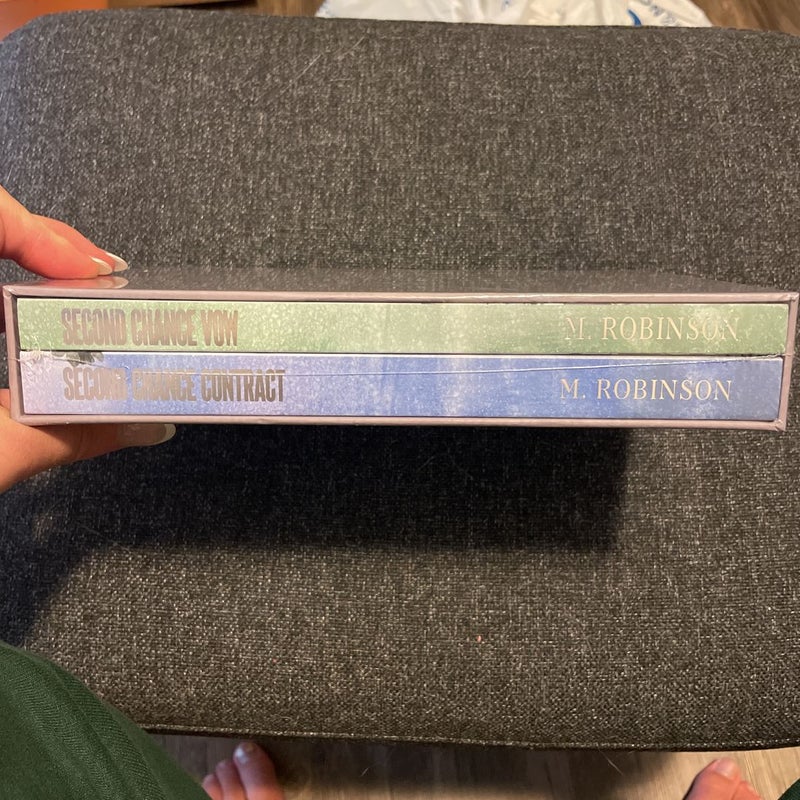 SECOND CHANCE VOW M. ROBINSON
SECOND CHANCE CONTRACT M. ROBINSON